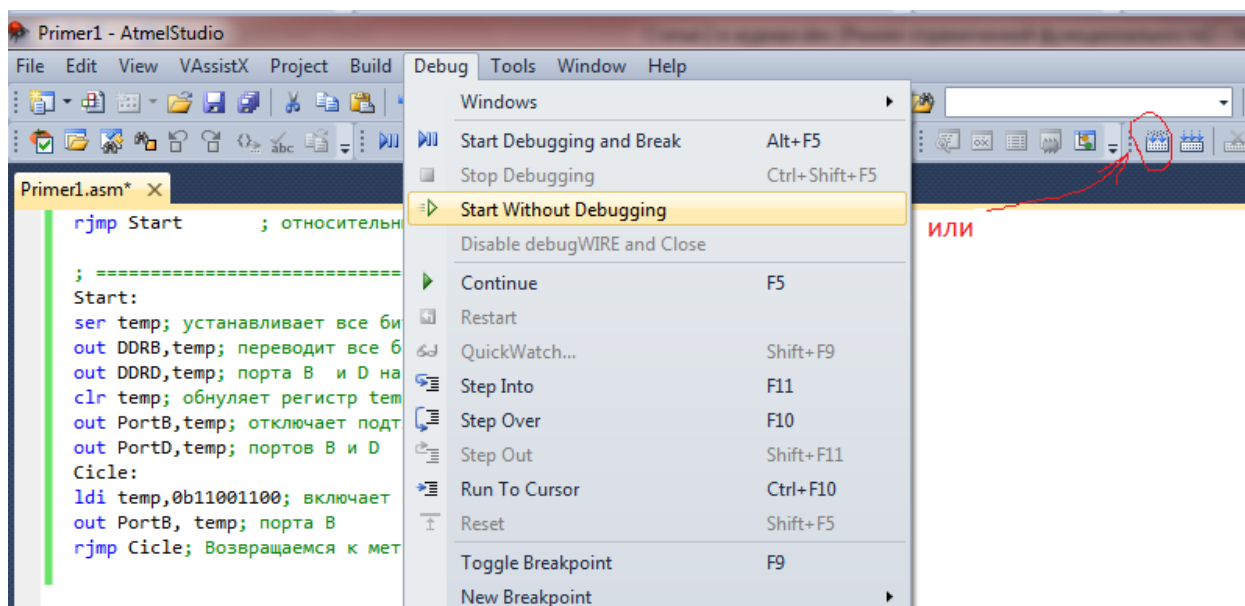 Primer1 - AtmelStudio
File Edit View VAssistX Project Build Debug Tools Window Help
Windows
Start Debugging and Break Alt+F5
Stop Debugging Ctrl+Shift+F5
Start Without Debugging
Disable debugWIRE and Close
Continue F5
Restart
QuickWatch... Shift+F9
Step Into F11
Step Over F10
Step Out Shift+F11
Run To Cursor Ctrl+F10
Reset Shift+F5
Toggle Breakpoint F9
New Breakpoint
или
Primer1.asm*
rjmp Start ; относительн
; =============================
Start:
ser temp; устанавливает все би
out DDRB,temp; переводит все б
out DDRD,temp; порта B и D на
clr temp; обнуляет регистр tem
out PortB,temp; отключает подт
out PortD,temp; портов B и D
Cicle:
ldi temp,0b11001100; включает
out PortB, temp; порта B
rjmp Cicle; Возвращаемся к мет